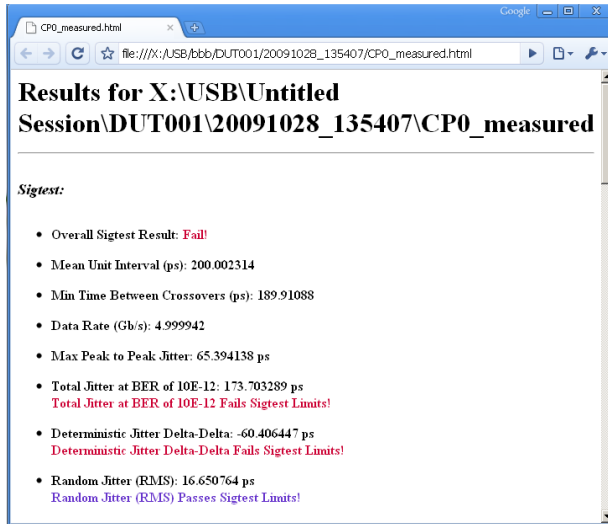 Google
CP0_measured.html
file:///X:/USB/bbb/DUT001/20091028_135407/CP0_measured.html
Results for X:\USB\Untitled
Session\DUT001\20091028_135407\CP0_measured
Sigtest:
• Overall Sigtest Result: Fail!
• Mean Unit Interval (ps): 200.002314
• Min Time Between Crossovers (ps): 189.91088
• Data Rate (Gb/s): 4.999942
• Max Peak to Peak Jitter: 65.394138 ps
• Total Jitter at BER of 10E-12: 173.703289 ps
Total Jitter at BER of 10E-12 Fails Sigtest Limits!
• Deterministic Jitter Delta-Delta: -60.406447 ps
Deterministic Jitter Delta-Delta Fails Sigtest Limits!
• Random Jitter (RMS): 16.650764 ps
Random Jitter (RMS) Passes Sigtest Limits!